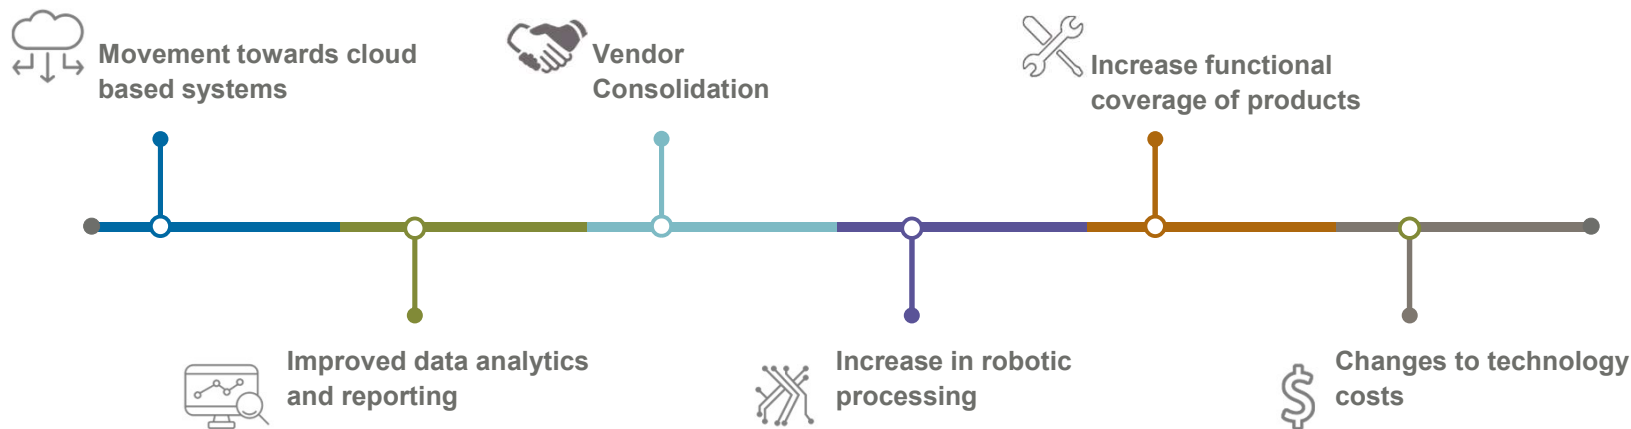 Movement towards cloud
based systems
Vendor
Consolidation
Increase functional
coverage of products
Improved data analytics
and reporting
Increase in robotic
processing
Changes to technology
costs